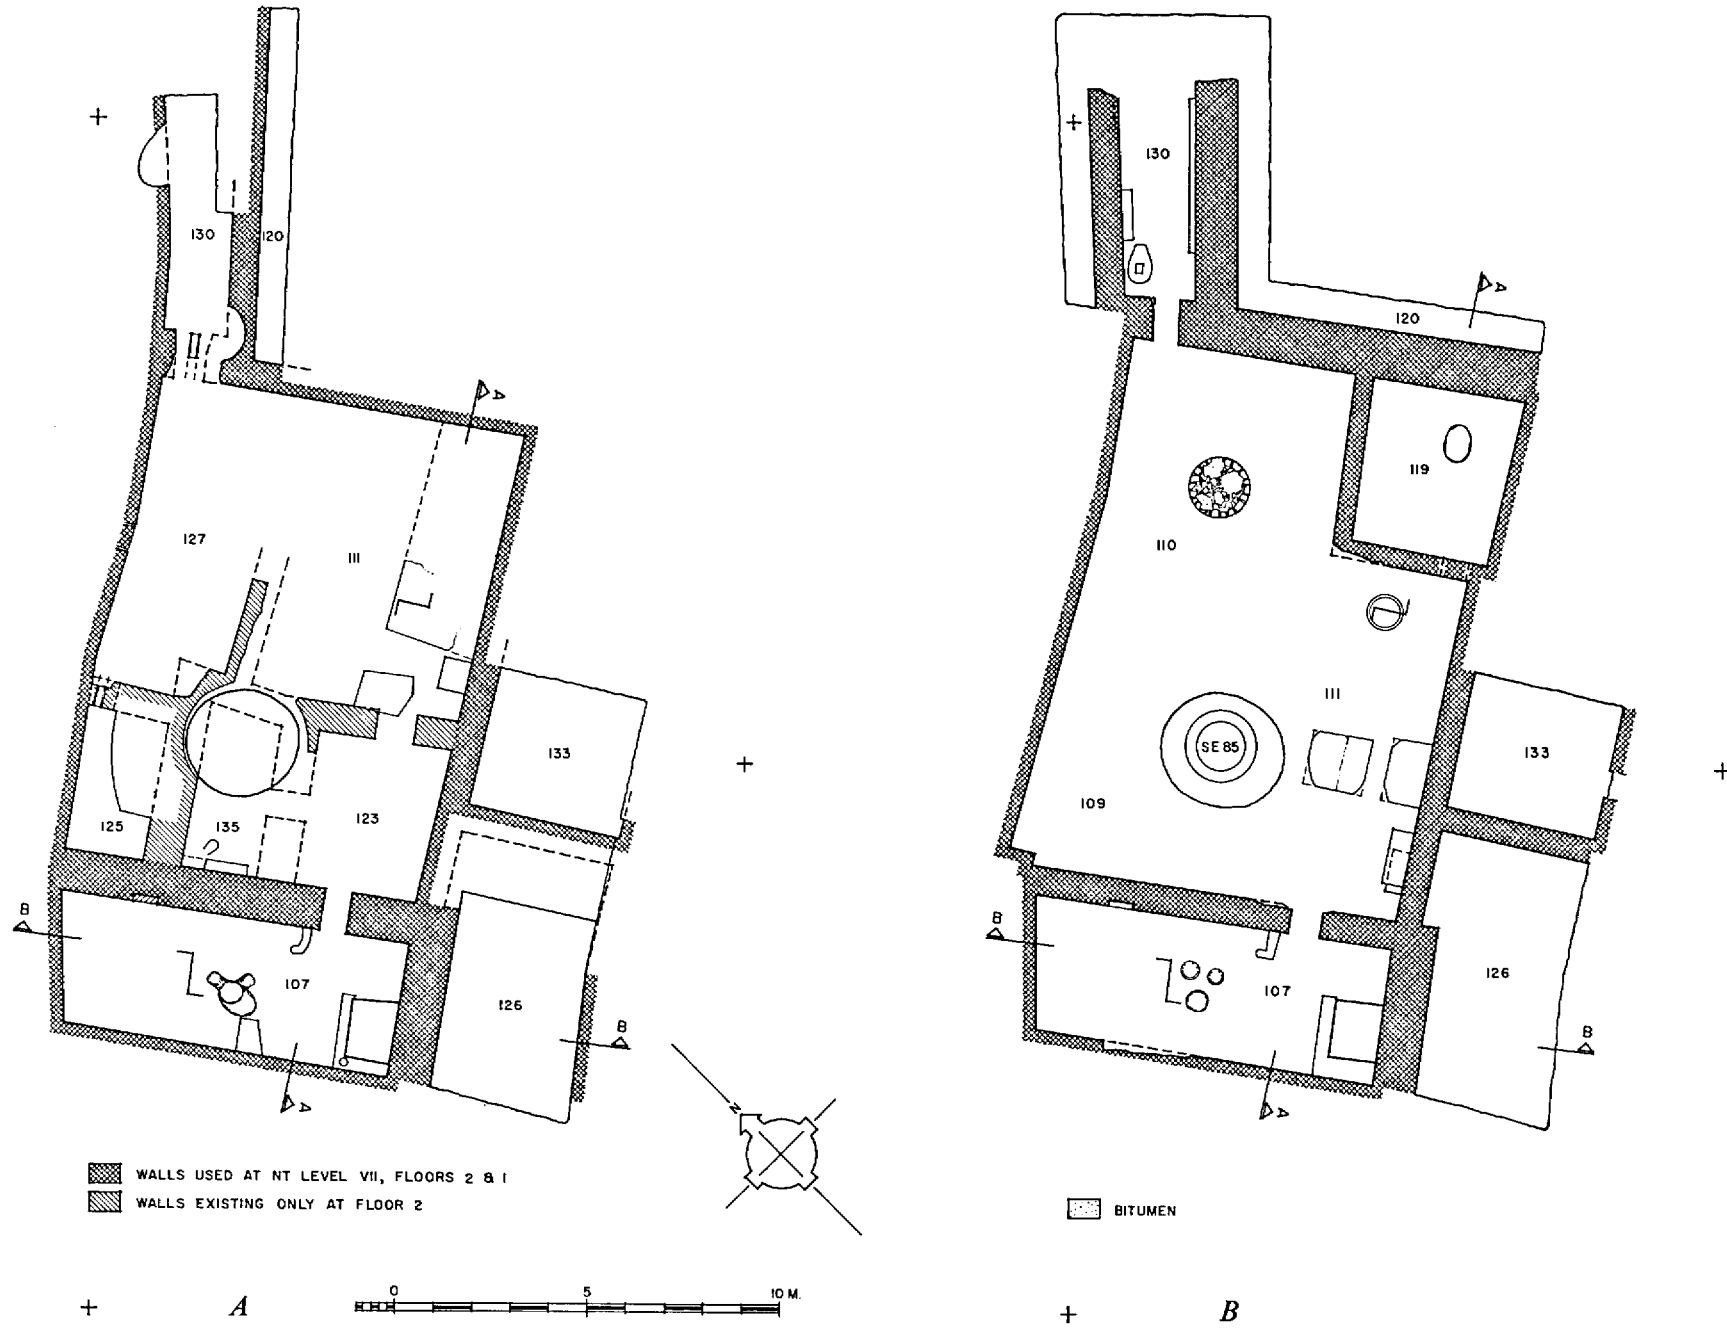 130
120
A
127
111
133
125
135
123
B
107
126
B
A
N
WALLS USED AT NT LEVEL VII, FLOORS 2 & 1
WALLS EXISTING ONLY AT FLOOR 2
A
0 5 10 M.
130
A
120
119
110
111
SE 85
133
109
B
107
126
B
A
BITUMEN
B